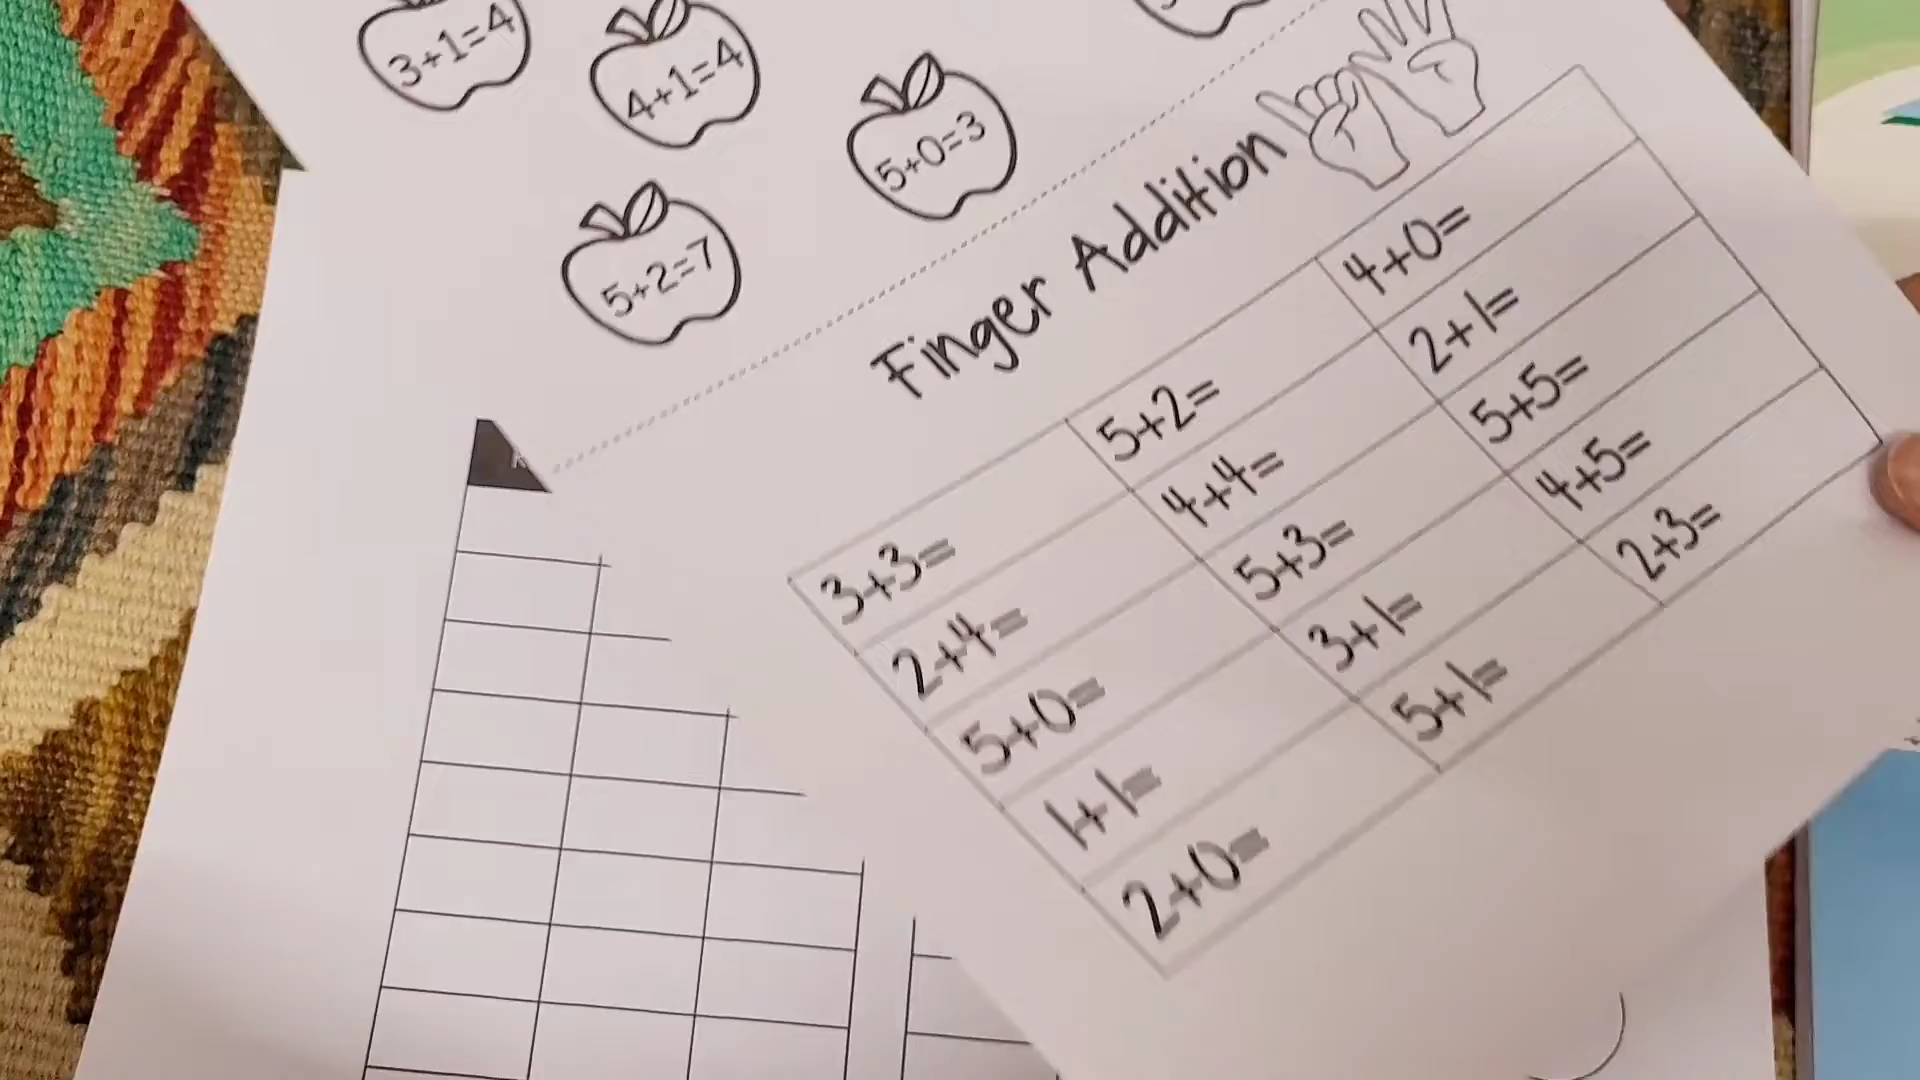 3+1=4
4+1=4
5+0=3
5+2=7
Finger Addition
3+3= 5+2= 4+0=
2+4= 4+4= 2+1=
5+0= 5+3= 5+5=
1+1= 3+1= 4+5=
2+0= 5+1= 2+3=